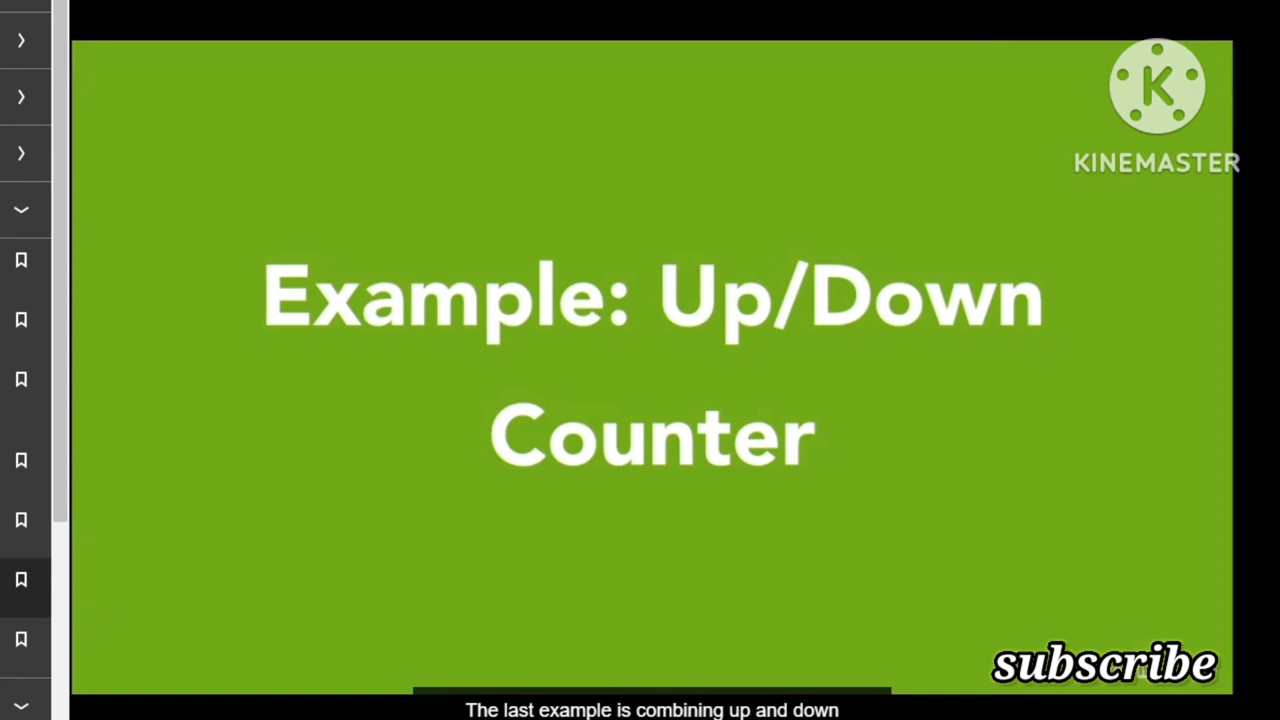 K
KINEMASTER
Example: Up/Down
Counter
subscribe
The last example is combining up and down